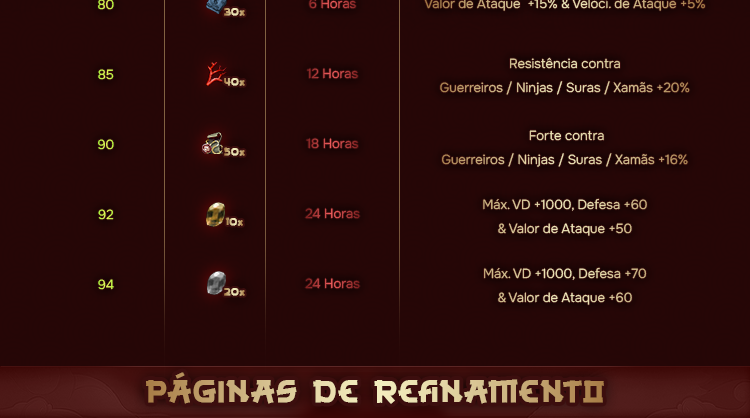 80
30x
6 Horas
Valor de Ataque +15% & Veloci. de Ataque +5%
85
40x
12 Horas
Resistência contra
Guerreiros / Ninjas / Suras / Xamãs +20%
90
50x
18 Horas
Forte contra
Guerreiros / Ninjas / Suras / Xamãs +16%
92
10x
24 Horas
Máx. VD +1000, Defesa +60
& Valor de Ataque +50
94
20x
24 Horas
Máx. VD +1000, Defesa +70
& Valor de Ataque +60
PÁGINAS DE REFINAMENTO